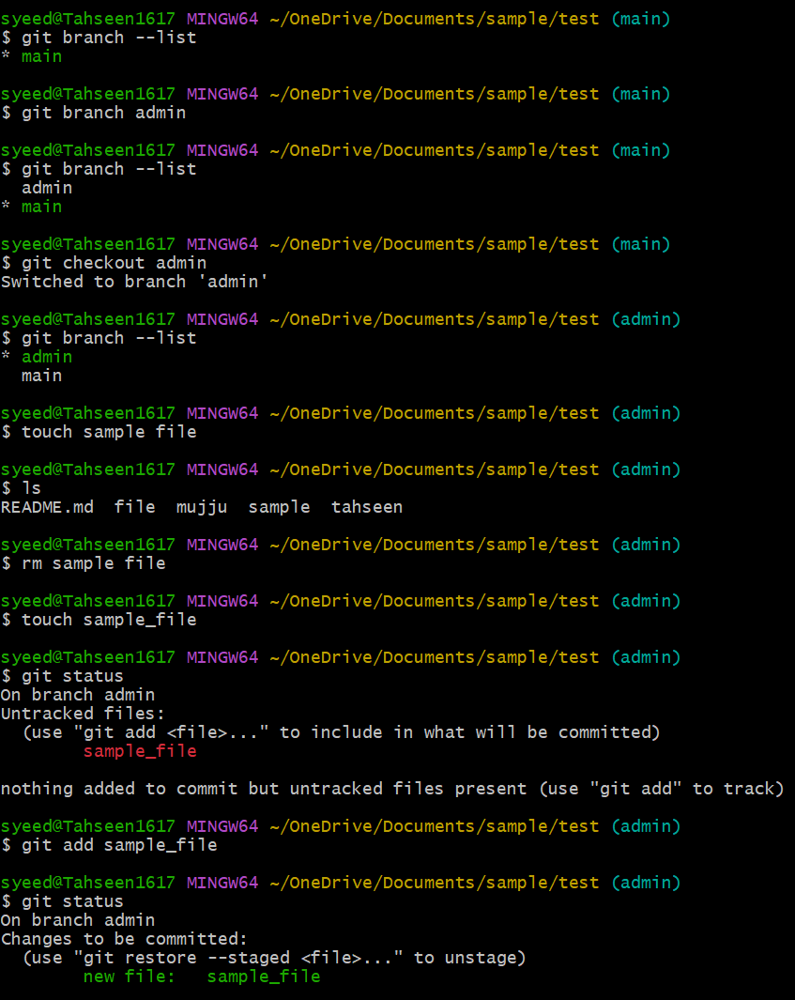 syeed@Tahseen1617 MINGW64 ~/OneDrive/Documents/sample/test (main)
$ git branch --list
* main

syeed@Tahseen1617 MINGW64 ~/OneDrive/Documents/sample/test (main)
$ git branch admin

syeed@Tahseen1617 MINGW64 ~/OneDrive/Documents/sample/test (main)
$ git branch --list
  admin
* main

syeed@Tahseen1617 MINGW64 ~/OneDrive/Documents/sample/test (main)
$ git checkout admin
Switched to branch 'admin'

syeed@Tahseen1617 MINGW64 ~/OneDrive/Documents/sample/test (admin)
$ git branch --list
* admin
  main

syeed@Tahseen1617 MINGW64 ~/OneDrive/Documents/sample/test (admin)
$ touch sample file

syeed@Tahseen1617 MINGW64 ~/OneDrive/Documents/sample/test (admin)
$ ls
README.md  file  mujju  sample  tahseen

syeed@Tahseen1617 MINGW64 ~/OneDrive/Documents/sample/test (admin)
$ rm sample file

syeed@Tahseen1617 MINGW64 ~/OneDrive/Documents/sample/test (admin)
$ touch sample_file

syeed@Tahseen1617 MINGW64 ~/OneDrive/Documents/sample/test (admin)
$ git status
On branch admin
Untracked files:
  (use "git add <file>..." to include in what will be committed)
        sample_file

nothing added to commit but untracked files present (use "git add" to track)

syeed@Tahseen1617 MINGW64 ~/OneDrive/Documents/sample/test (admin)
$ git add sample_file

syeed@Tahseen1617 MINGW64 ~/OneDrive/Documents/sample/test (admin)
$ git status
On branch admin
Changes to be committed:
  (use "git restore --staged <file>..." to unstage)
        new file:   sample_file